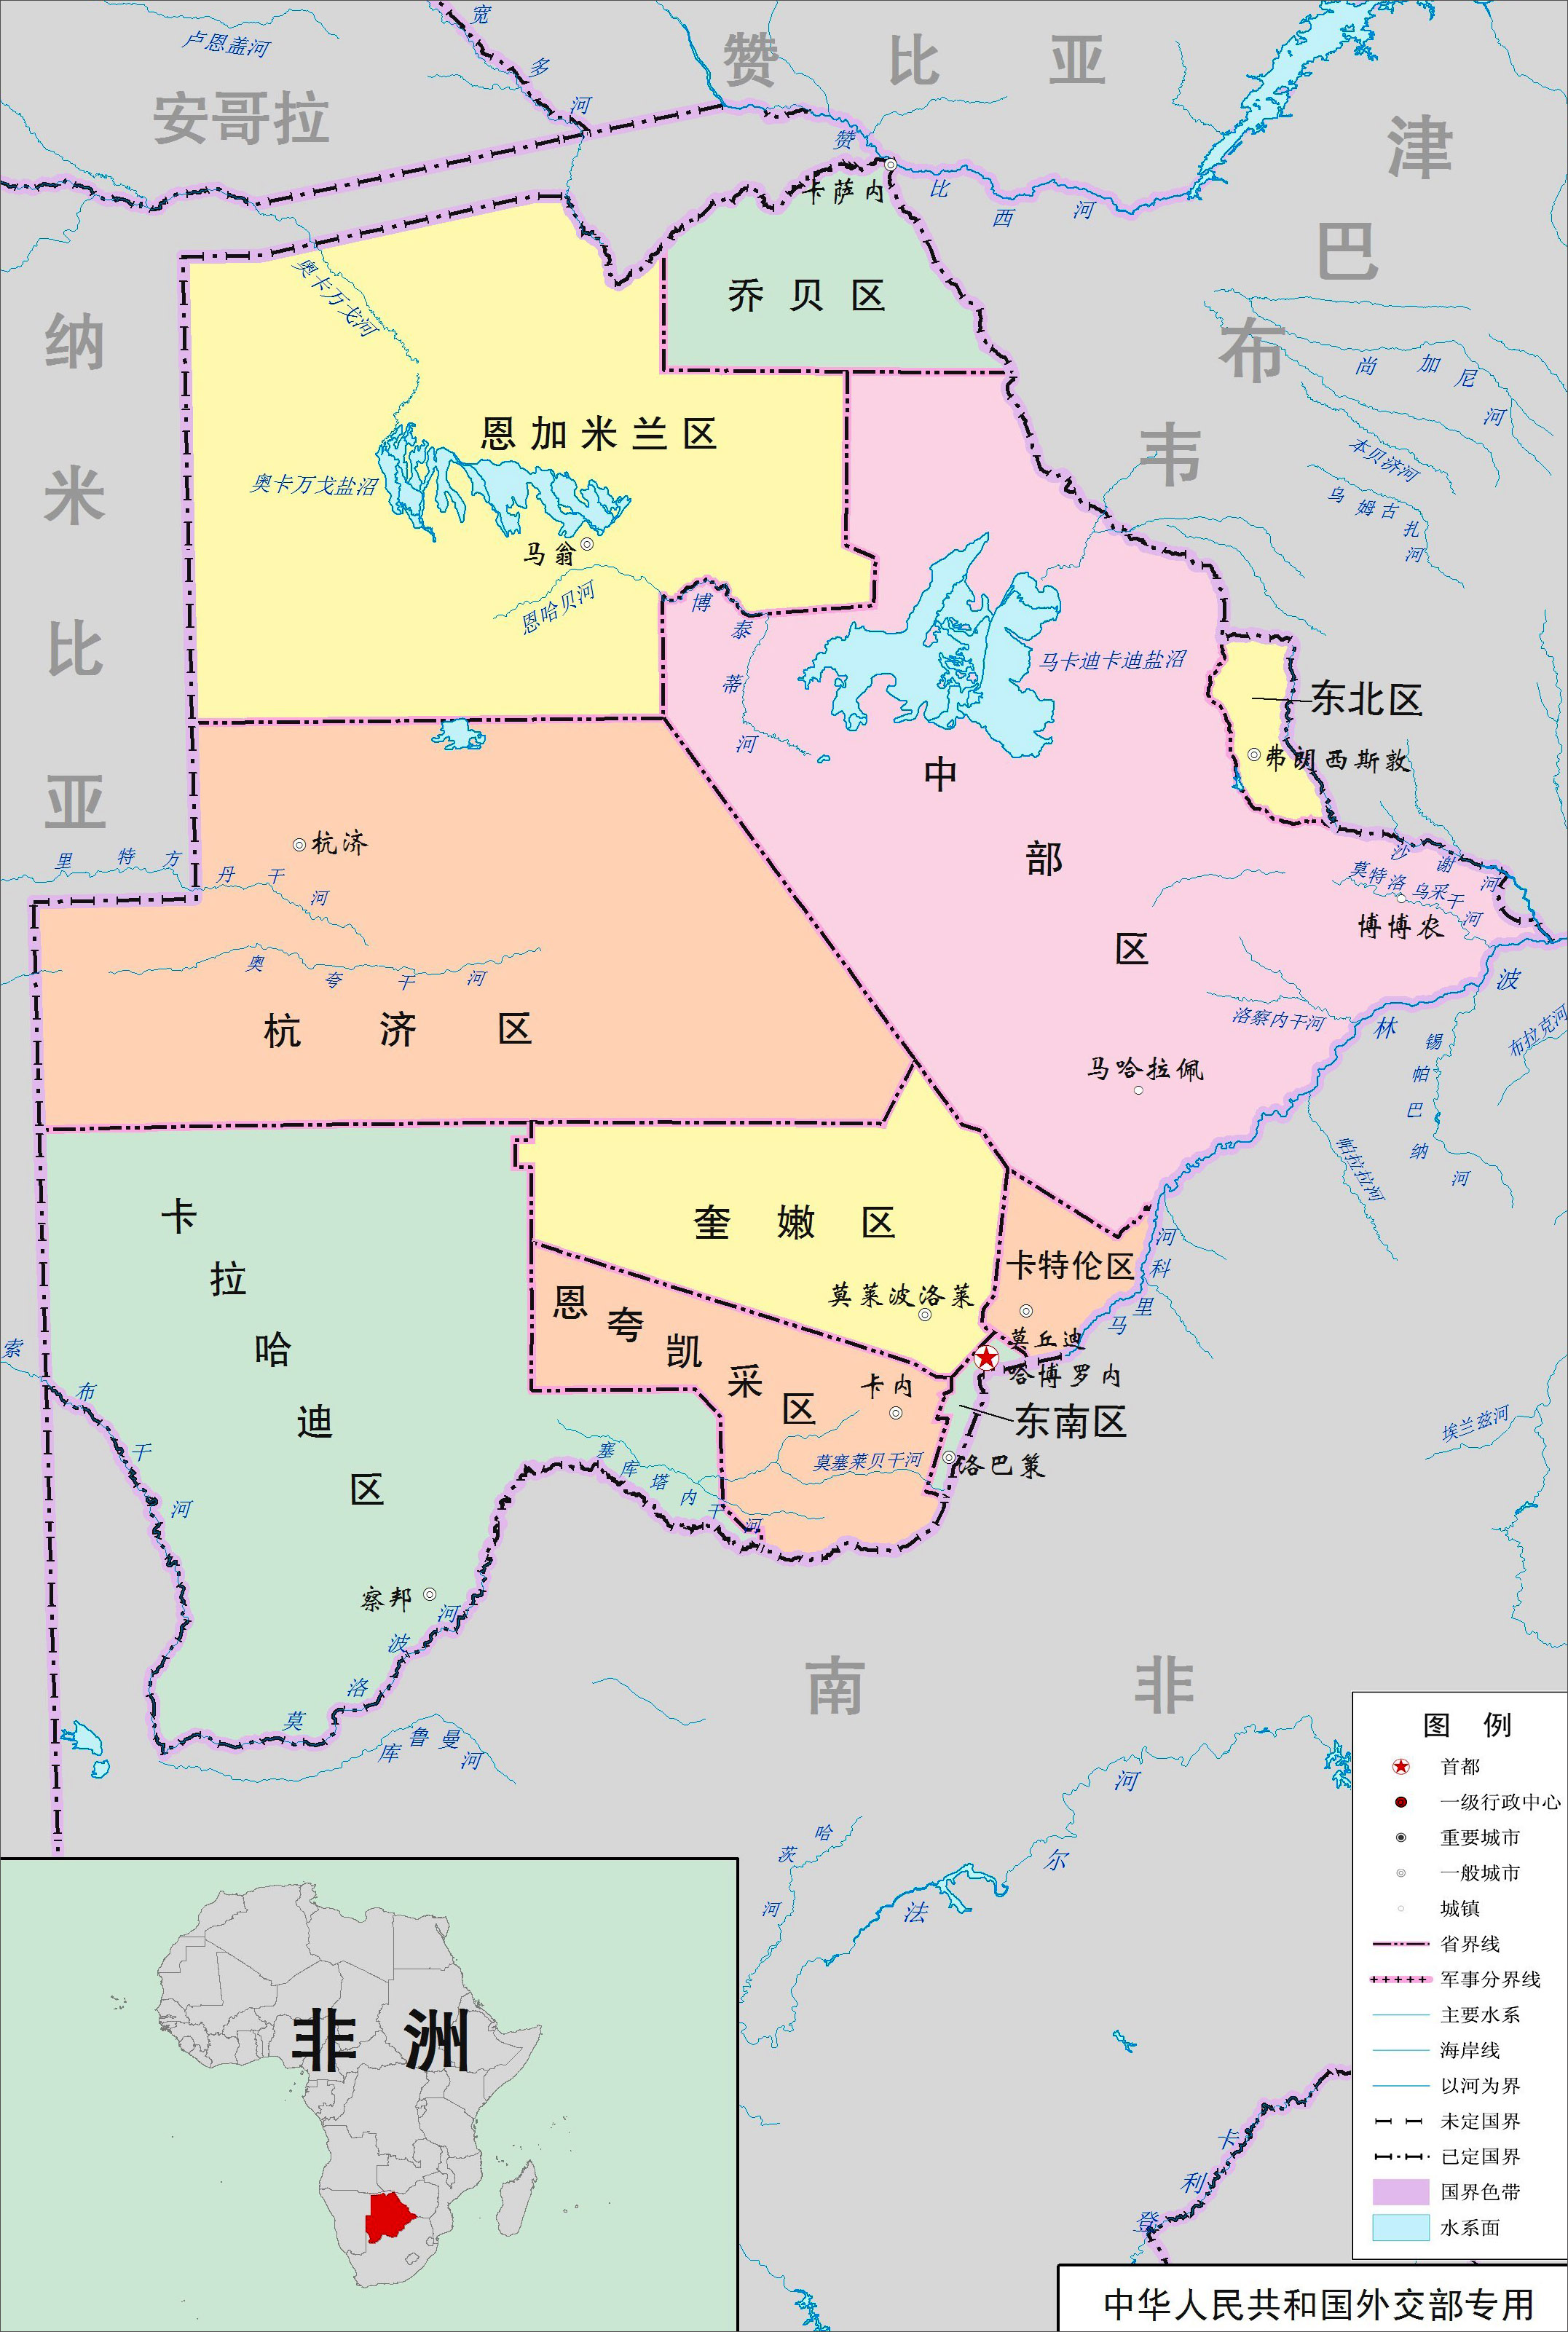 卢恩盖河
宽多河
赞比亚
安哥拉
津巴布韦
赞比西河
卡萨内
乔贝区
奥卡万戈河
纳米比亚
尚加尼河
恩加米兰区
本贝济河
奥卡万戈盐沼
乌姆古扎河
马翁
恩哈贝河
博泰蒂河
马卡迪卡迪盐沼
东北区
弗朗西斯敦
中部区
杭济
里特方丹干河
沙谢河
莫特洛乌采干河
博博农
奥夸干河
杭济区
洛察内干河
林波波河
锡帕巴纳河
布拉克河
马哈拉佩
帕拉拉河
卡拉哈迪区
奎嫩区
卡特伦区
河科里马
莫莱波洛莱
恩夸凯采区
莫丘迪
哈博罗内
卡内
东南区
索布干河
莫塞莱贝干河
洛巴策
塞库塔内干河
埃兰兹河
察邦
莫洛波河
库鲁曼河
南非
哈茨河
法尔河
卡利登
非洲
图例
首都
一级行政中心
重要城市
一般城市
城镇
省界线
军事分界线
主要水系
海岸线
以河为界
未定国界
已定国界
国界色带
水系面
中华人民共和国外交部专用